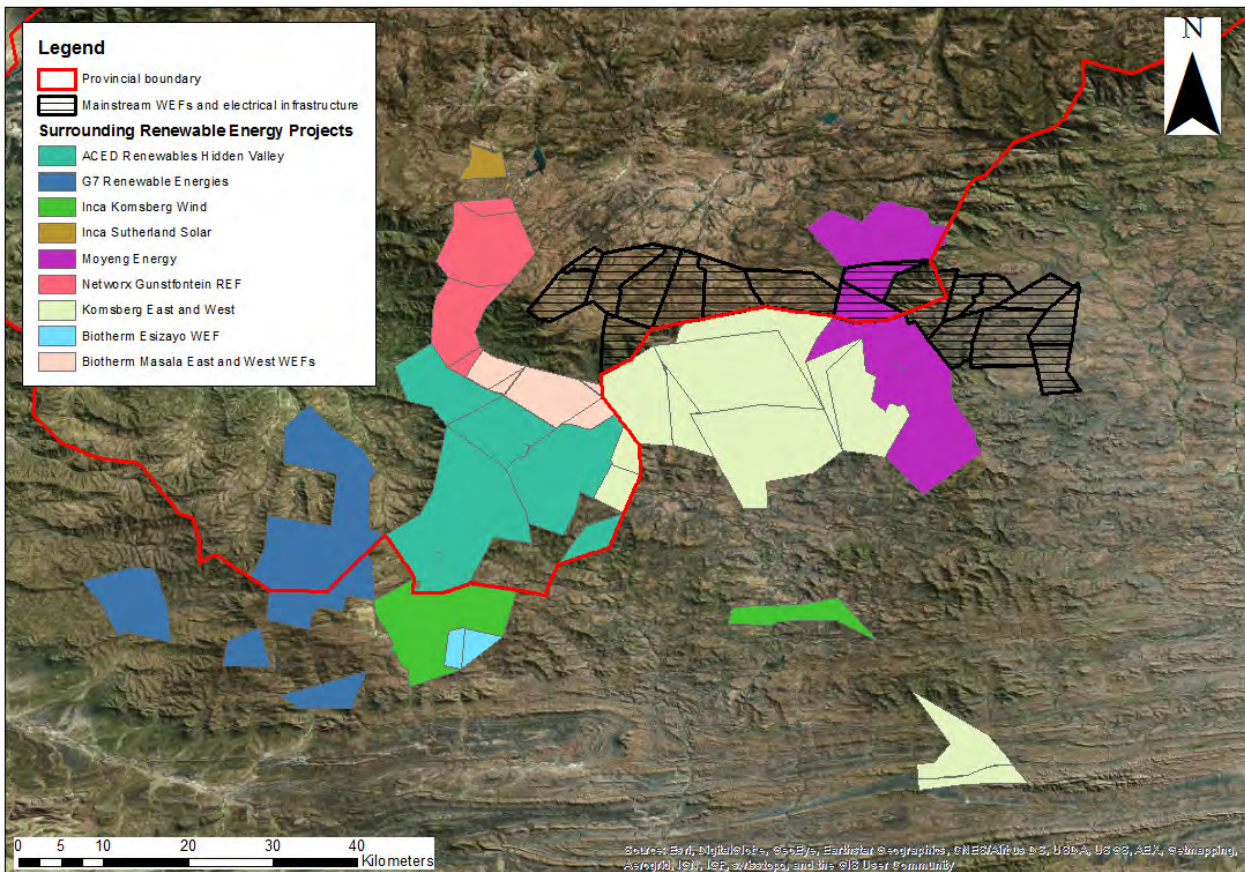 Legend
Provincial boundary
Mainstream WEFs and electrical infrastructure
Surrounding Renewable Energy Projects
ACED Renewables Hidden Valley
G7 Renewable Energies
Inca Komsberg Wind
Inca Sutherland Solar
Moyeng Energy
Networx Gunstfontein REF
Komsberg East and West
Biotherm Esizayo WEF
Biotherm Masala East and West WEFs
N
0 5 10 20 30 40
Kilometers
Source: Esri, DigitalGlobe, GeoEye, Earthstar Geographics, CNES/Airbus DS, USDA, USGS, AEX, Getmapping,
Aerogrid, IGN, IGP, swisstopo, and the GIS User Community